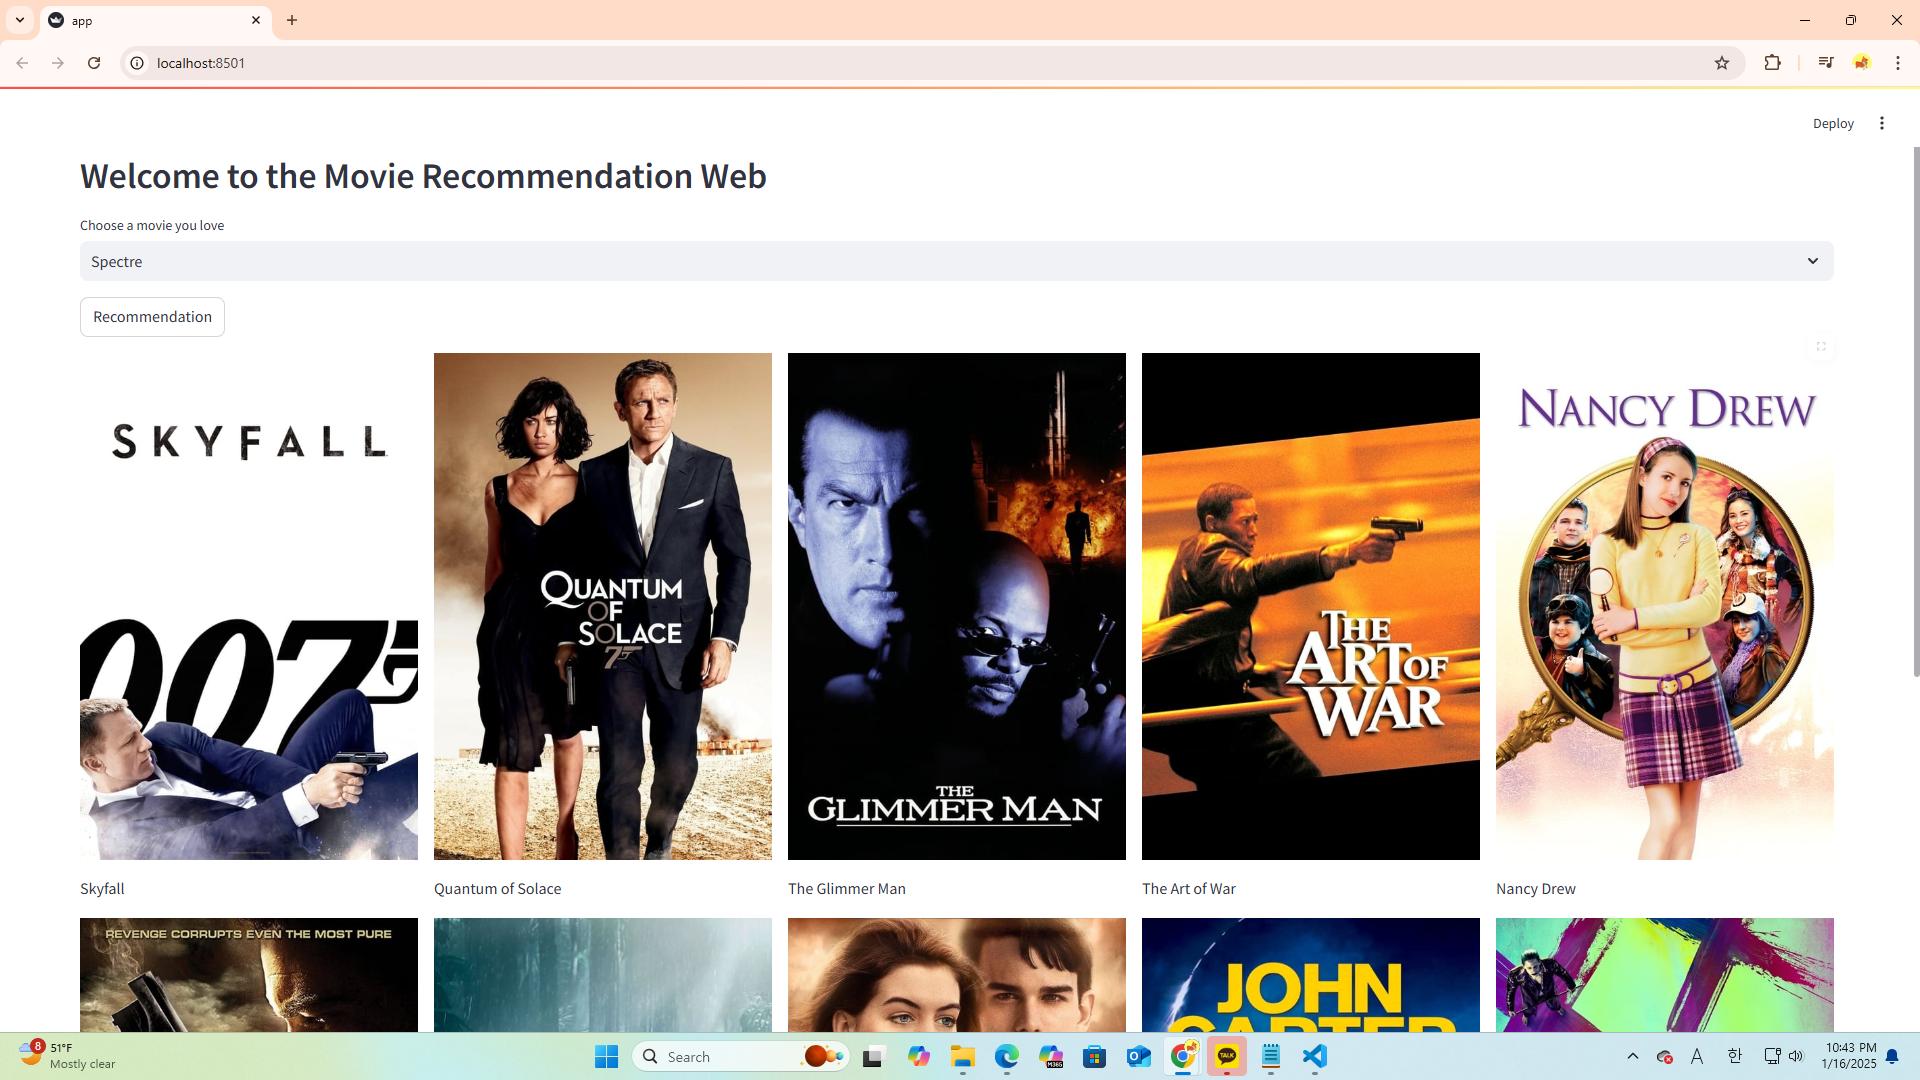 app
localhost:8501
Deploy
Welcome to the Movie Recommendation Web
Choose a movie you love
Spectre
Recommendation
SKYFALL
007
QUANTUM
OF
SOLACE
THE
GLIMMER MAN
THE
ART OF
WAR
NANCY DREW
Skyfall
Quantum of Solace
The Glimmer Man
The Art of War
Nancy Drew
REVENGE CORRUPTS EVEN THE MOST PURE
JOHN
CARTER
8
51°F
Mostly clear
Search
M365
TALK
A
한
10:43 PM
1/16/2025